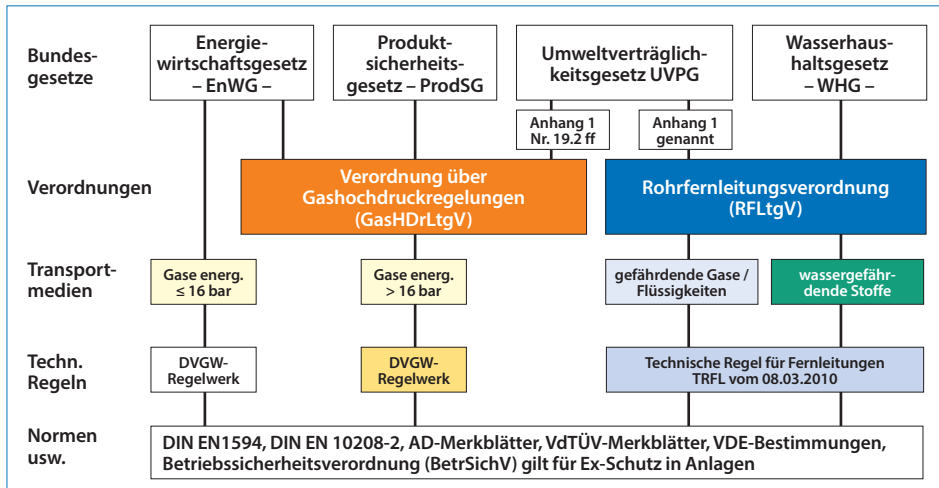 Bundes-
gesetze
Energie-
wirtschaftsgesetz
– EnWG –
Produkt-
sicherheits-
gesetz – ProdSG
Umweltverträglich-
keitsgesetz UVPG
Wasserhaus-
haltsgesetz
– WHG –
Anhang 1
Nr. 19.2 ff
Anhang 1
genannt
Verordnungen
Verordnung über
Gashochdruckregelungen
(GasHDrLtgV)
Rohrfernleitungsverordnung
(RFLtgV)
Transport-
medien
Gase energ.
≤ 16 bar
Gase energ.
> 16 bar
gefährdende Gase /
Flüssigkeiten
wassergefähr-
dende Stoffe
Techn.
Regeln
DVGW-
Regelwerk
DVGW-
Regelwerk
Technische Regel für Fernleitungen
TRFL vom 08.03.2010
Normen
usw.
DIN EN1594, DIN EN 10208-2, AD-Merkblätter, VdTÜV-Merkblätter, VDE-Bestimmungen,
Betriebssicherheitsverordnung (BetrSichV) gilt für Ex-Schutz in Anlagen